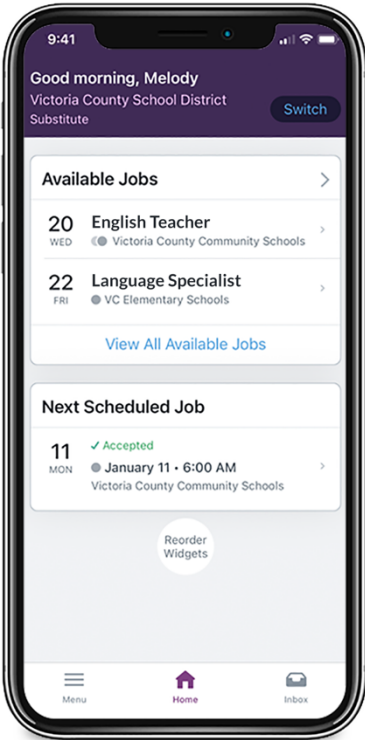 9:41
Good morning, Melody
Victoria County School District
Substitute
Switch
Available Jobs
20 English Teacher
WED Victoria County Community Schools
22 Language Specialist
FRI VC Elementary Schools
View All Available Jobs
Next Scheduled Job
✓ Accepted
11 January 11 • 6:00 AM
MON Victoria County Community Schools
Reorder
Widgets
Menu Home Inbox